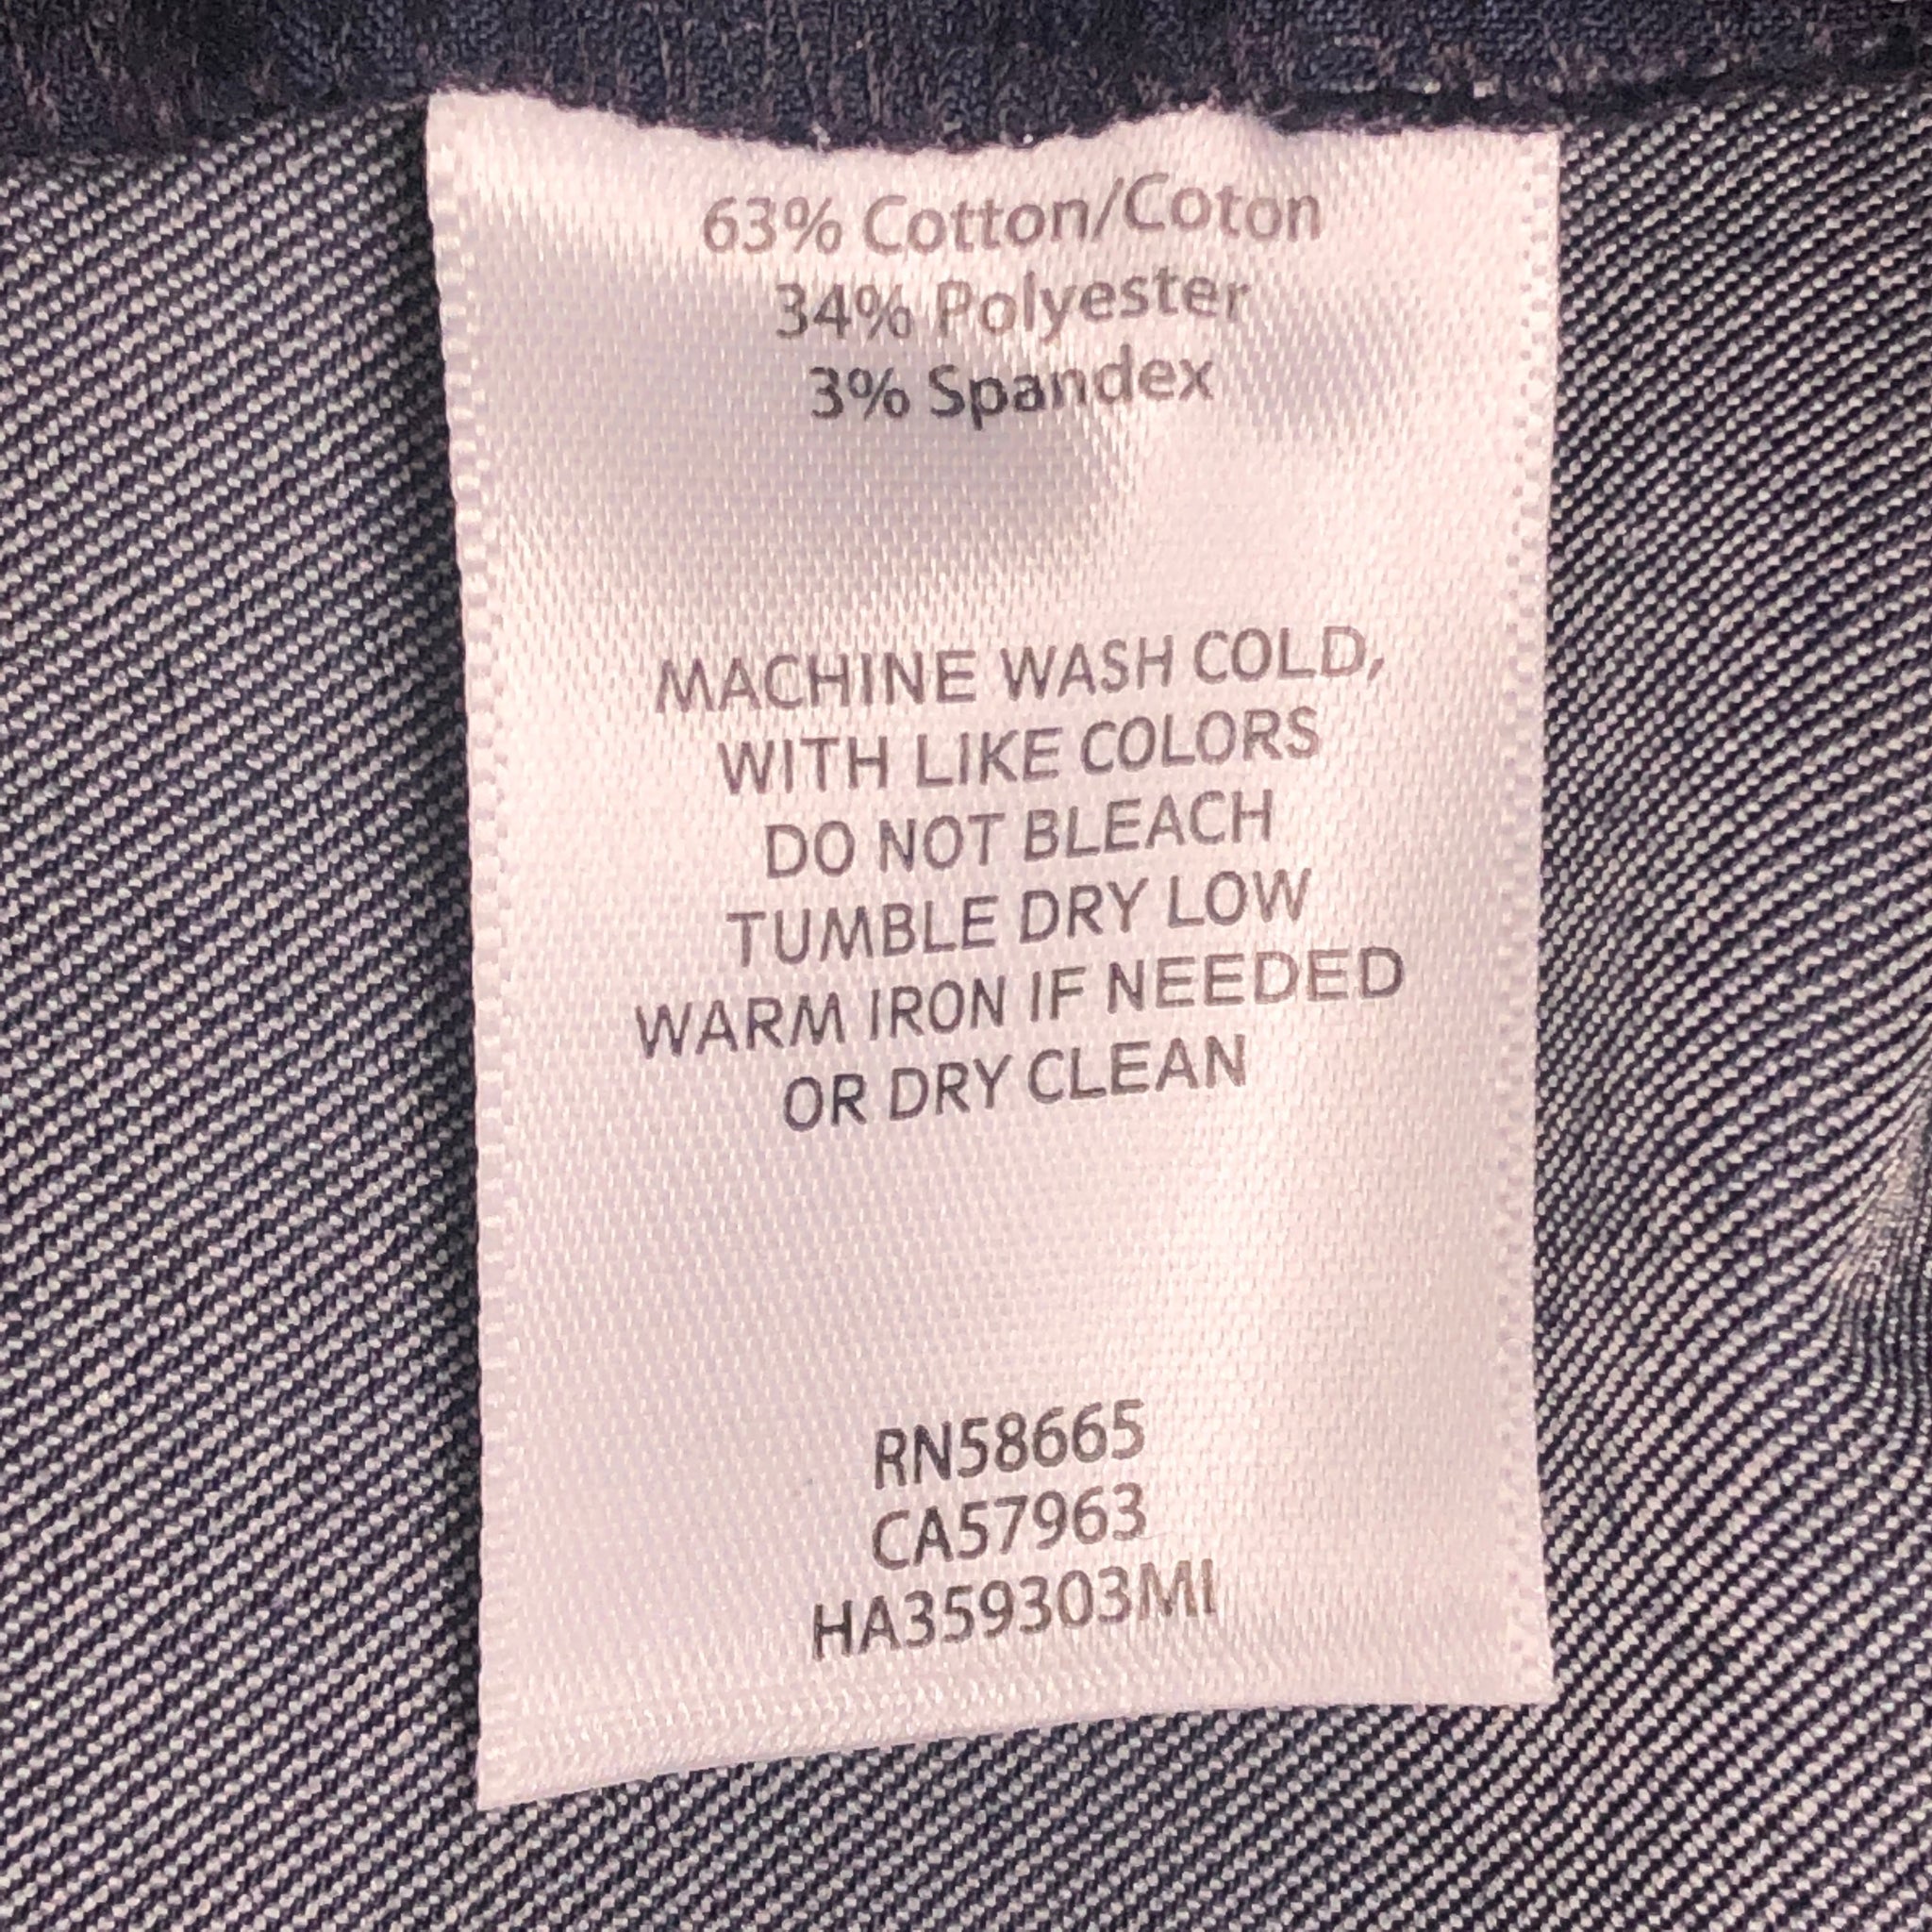 63% Cotton/Coton
34% Polyester
3% Spandex
MACHINE WASH COLD,
WITH LIKE COLORS
DO NOT BLEACH
TUMBLE DRY LOW
WARM IRON IF NEEDED
OR DRY CLEAN
RN58665
CA57963
HA359303MI